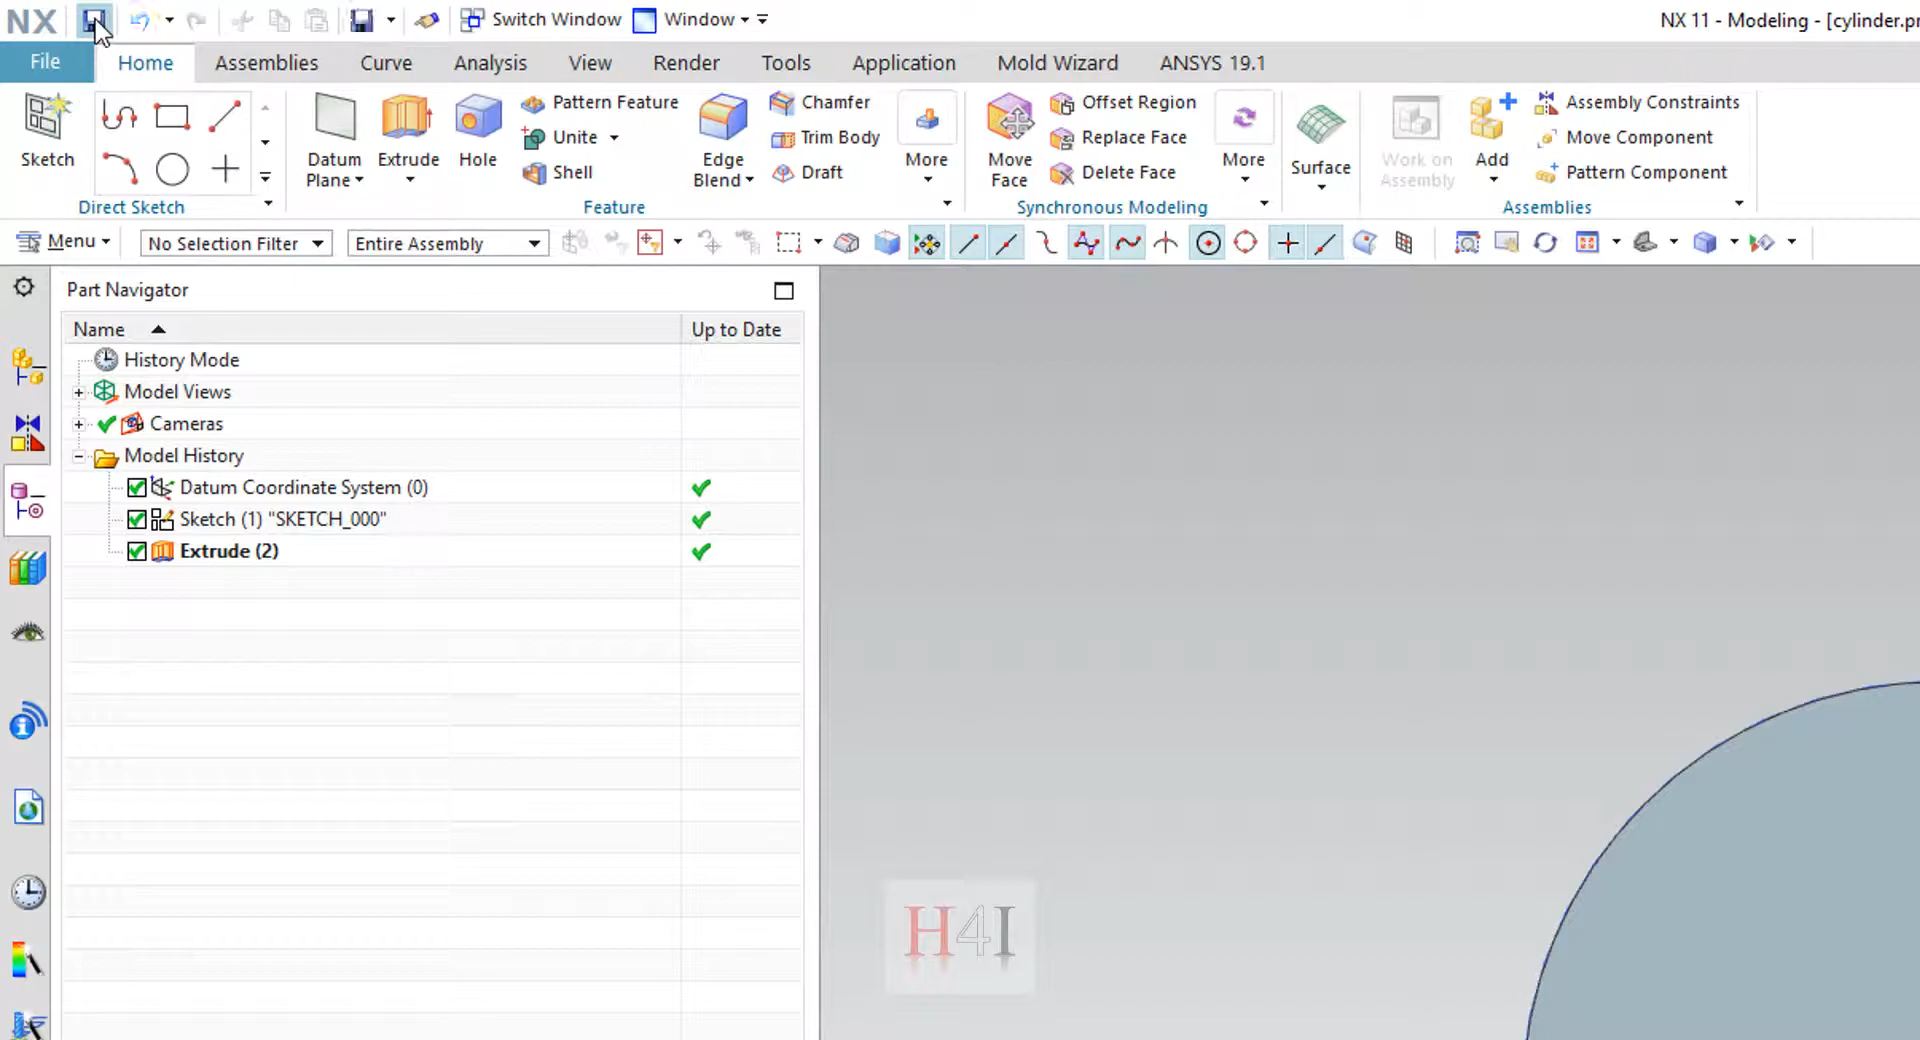 NX Switch Window Window NX 11 - Modeling - [cylinder.pr
File Home Assemblies Curve Analysis View Render Tools Application Mold Wizard ANSYS 19.1
Sketch
Direct Sketch
Datum Plane
Extrude
Hole
Pattern Feature
Unite
Shell
Edge Blend
Chamfer
Trim Body
Draft
More
Feature
Move Face
Offset Region
Replace Face
Delete Face
More
Synchronous Modeling
Surface
Work on Assembly
Add
Assembly Constraints
Move Component
Pattern Component
Assemblies
Menu No Selection Filter Entire Assembly
Part Navigator
Name Up to Date
History Mode
Model Views
Cameras
Model History
Datum Coordinate System (0)
Sketch (1) "SKETCH_000"
Extrude (2)
H4I